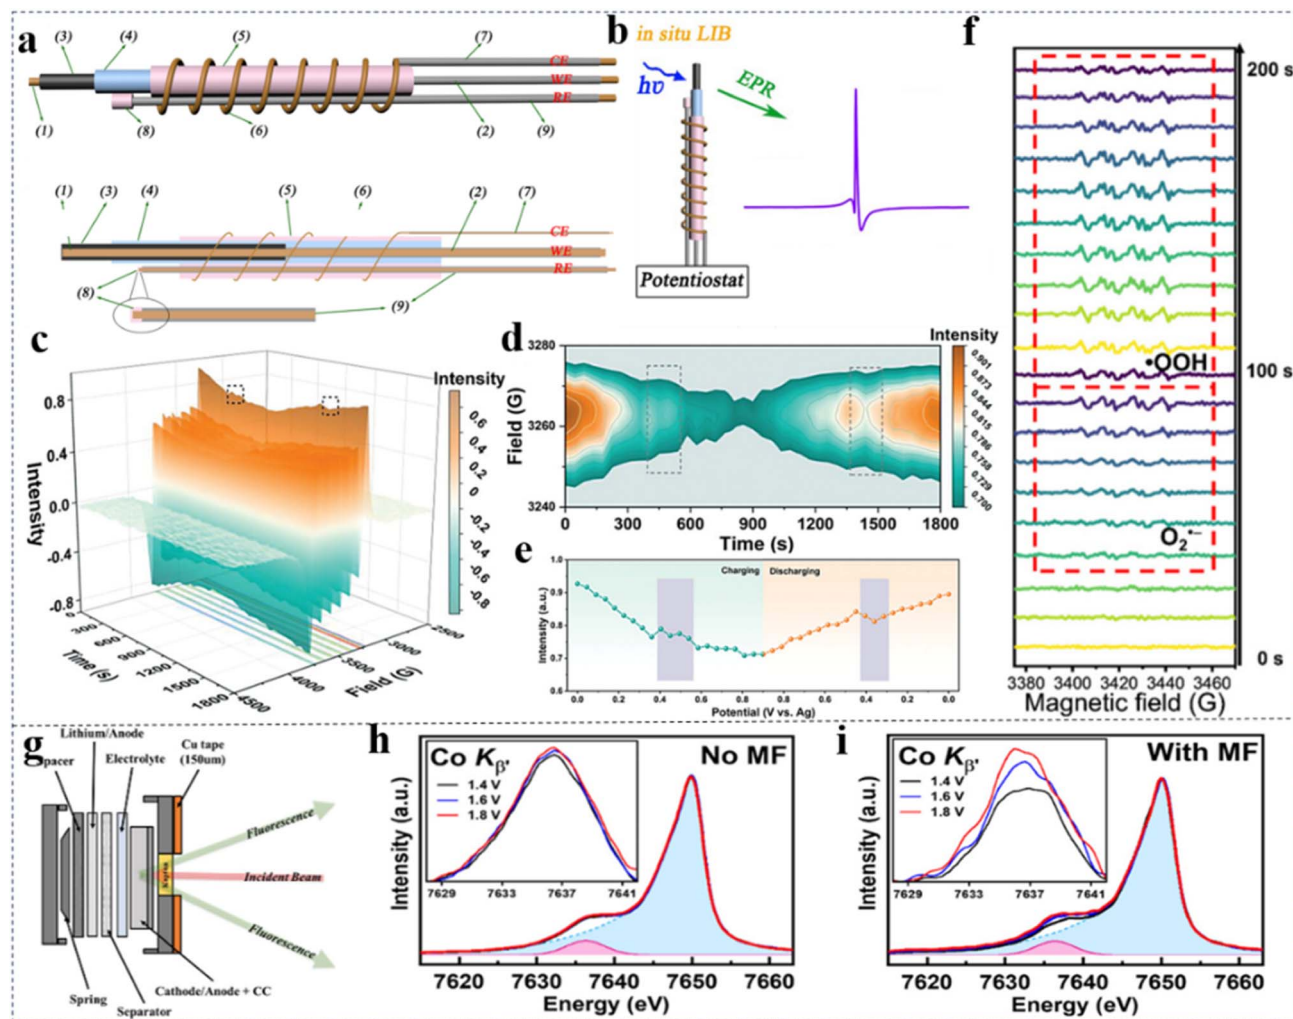 a
(3)
(4)
(5)
(7)
CE
WE
RE
(1)
(8)
(6)
(2)
(9)
(1)
(3)
(4)
(5)
(6)
(2)
(7)
CE
WE
RE
(8)
(9)
b
in situ LIB
hυ
EPR
Potentiostat
c
Intensity
0.8
0.4
0.0
-0.4
-0.8
Intensity
0.6
0.4
0.2
0
-0.2
-0.4
-0.6
-0.8
0
300
600
900
1200
1500
1800
Time (s)
4500
4000
3500
3000
2500
Field (G)
d
Intensity
3280
3260
3240
Field (G)
0.901
0.873
0.844
0.815
0.786
0.758
0.729
0.700
0 300 600 900 1200 1500 1800
Time (s)
e
Charging Discharging
1.0
0.9
0.8
0.7
0.6
Intensity (a.u.)
0.0 0.2 0.4 0.6 0.8 0.6 0.4 0.2 0.0
Potential (V vs. Ag)
f
200 s
•OOH
100 s
O₂•−
0 s
3380 3400 3420 3440 3460
Magnetic field (G)
g
Lithium/Anode
Spacer
Electrolyte
Cu tape
(150um)
Fluorescence
Incident Beam
Fluorescence
Cathode/Anode + CC
Spring
Separator
h
Co Kβ'
No MF
1.4 V
1.6 V
1.8 V
7629 7633 7637 7641
Intensity (a.u.)
7620 7630 7640 7650 7660
Energy (eV)
i
Co Kβ'
With MF
1.4 V
1.6 V
1.8 V
7629 7633 7637 7641
Intensity (a.u.)
7620 7630 7640 7650 7660
Energy (eV)